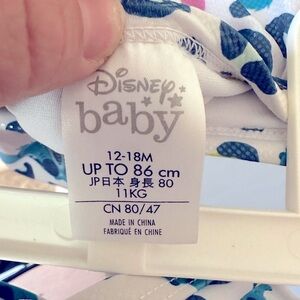 Disney
baby
12-18M
UP TO 86 cm
JP日本 身長 80
11KG
CN 80/47
MADE IN CHINA
FABRIQUÉ EN CHINE